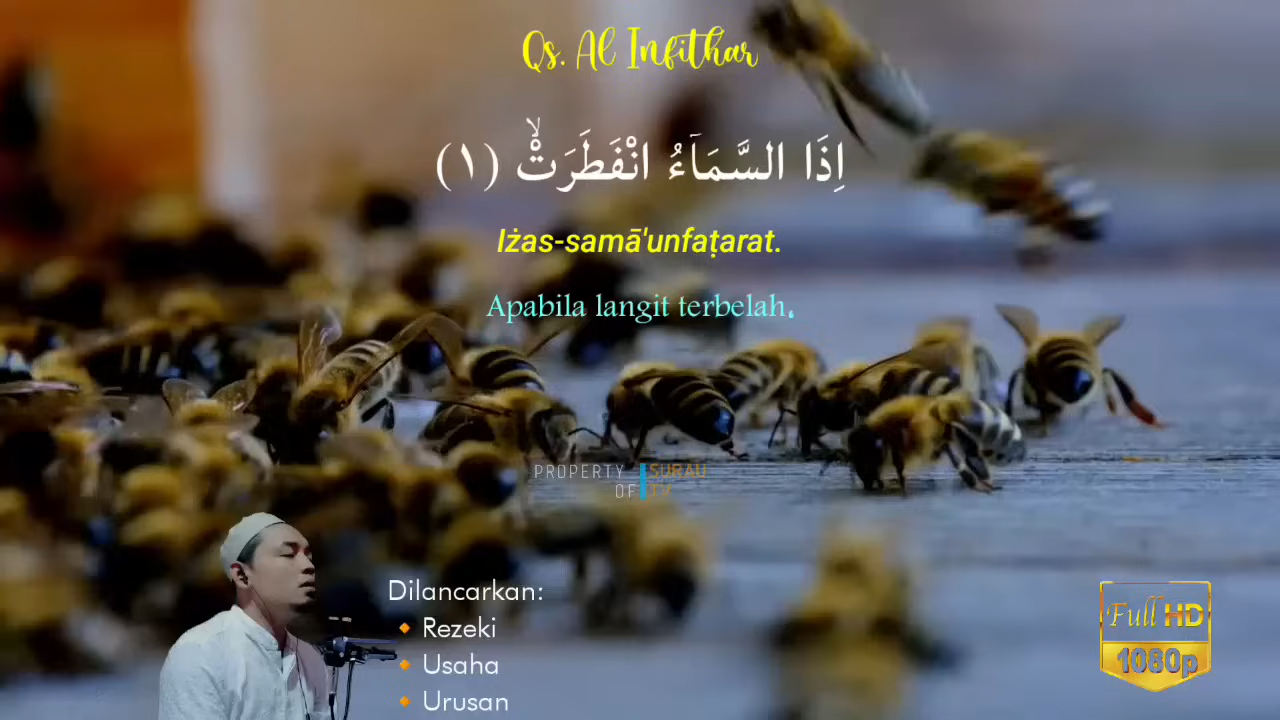 Qs. Al Infithar
اِذَا السَّمَاۤءُ انْفَطَرَتْۙ (١)
Iżas-samā'unfaṭarat.
Apabila langit terbelah,
PROPERTY OF
SURAU TV
Dilancarkan:
🔸 Rezeki
🔸 Usaha
🔸 Urusan
Full HD
1080p